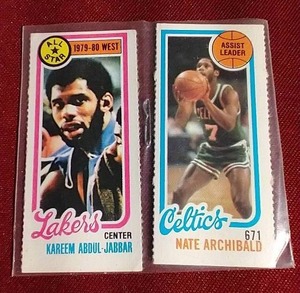 ALL STAR
1979-80 WEST
Lakers
CENTER
KAREEM ABDUL-JABBAR
ASSIST
LEADER
7
Celtics
671
NATE ARCHIBALD